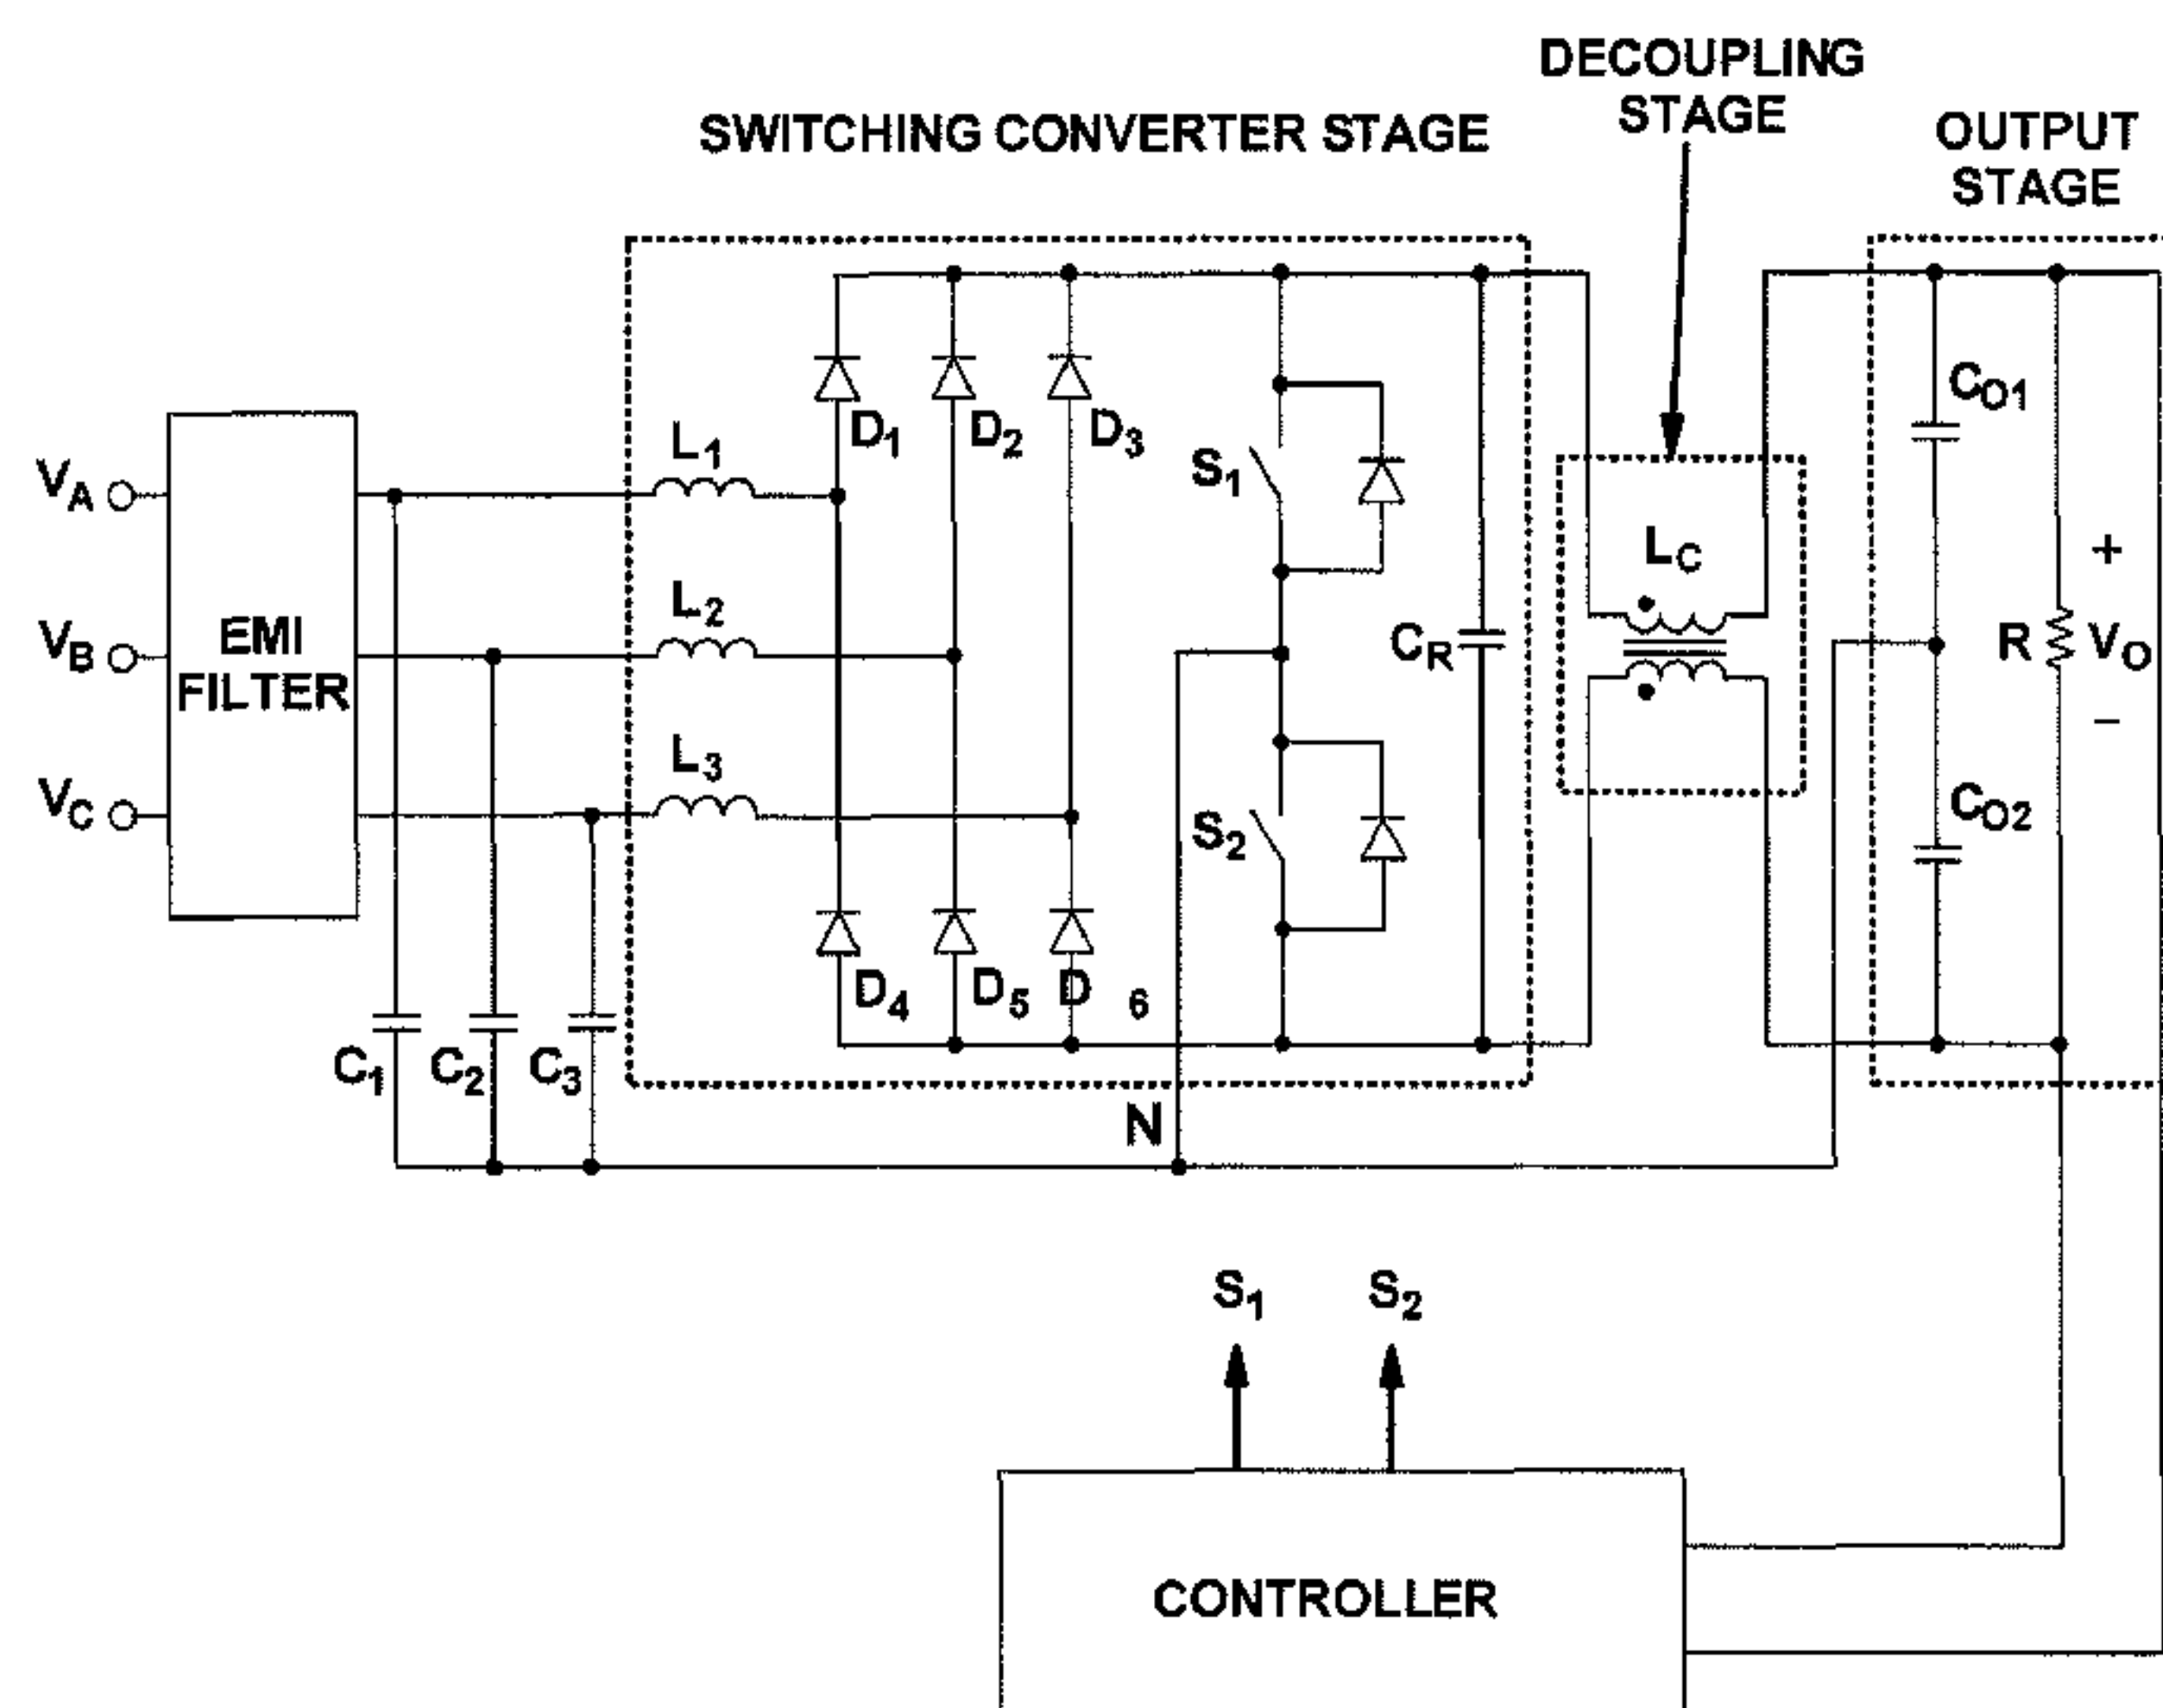 DECOUPLING
STAGE
SWITCHING CONVERTER STAGE
OUTPUT
STAGE
D1
D2
D3
CO1
L1
S1
VA
LC
L2
EMI
FILTER
VB
CR
R
+
VO
−
L3
VC
S2
CO2
D4
D5
D 6
C1
C2
C3
N
S1
S2
CONTROLLER